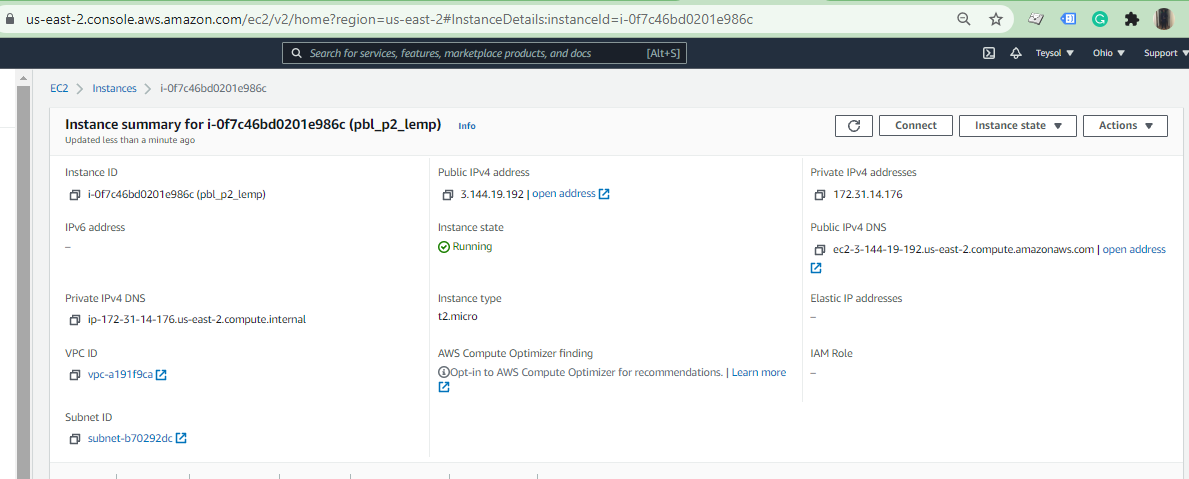 us-east-2.console.aws.amazon.com/ec2/v2/home?region=us-east-2#InstanceDetails:instanceId=i-0f7c46bd0201e986c
Search for services, features, marketplace products, and docs [Alt+S] Teysol Ohio Support
EC2 Instances i-0f7c46bd0201e986c
Instance summary for i-0f7c46bd0201e986c (pbl_p2_lemp) Info
Updated less than a minute ago
Connect Instance state Actions
Instance ID
i-0f7c46bd0201e986c (pbl_p2_lemp)
Public IPv4 address
3.144.19.192 | open address
Private IPv4 addresses
172.31.14.176
IPv6 address
–
Instance state
Running
Public IPv4 DNS
ec2-3-144-19-192.us-east-2.compute.amazonaws.com | open address
Private IPv4 DNS
ip-172-31-14-176.us-east-2.compute.internal
Instance type
t2.micro
Elastic IP addresses
–
VPC ID
vpc-a191f9ca
AWS Compute Optimizer finding
Opt-in to AWS Compute Optimizer for recommendations. | Learn more
IAM Role
–
Subnet ID
subnet-b70292dc